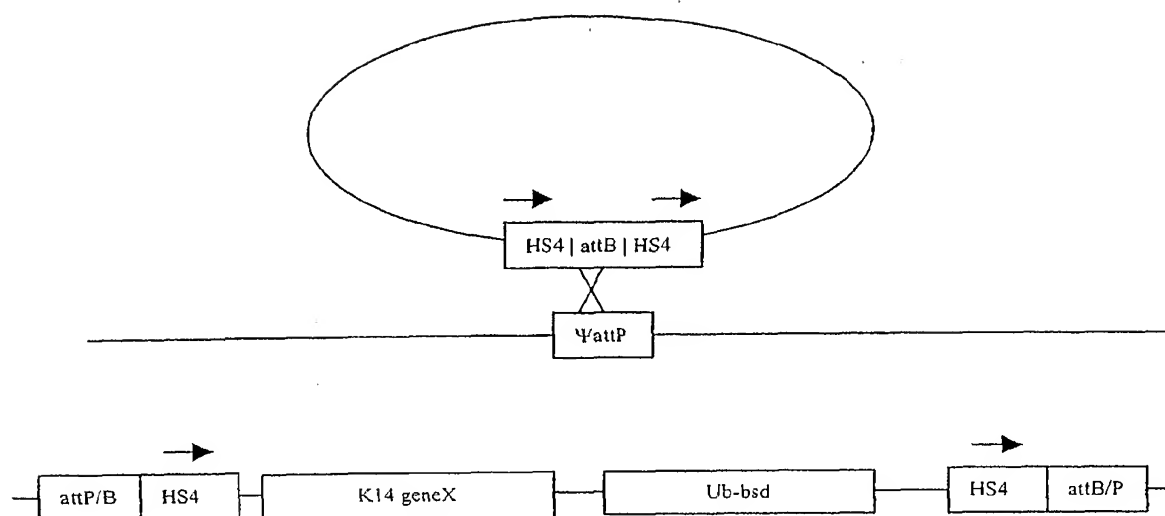 HS4 | attB | HS4
ΨattP
attP/B HS4 K14 geneX Ub-bsd HS4 attB/P